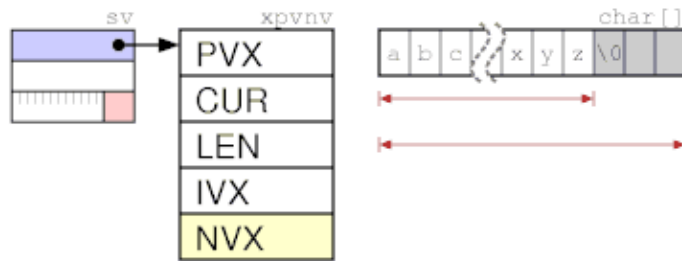 sv xpvnv char[]
PVX a b c x y z \0
CUR
LEN
IVX
NVX